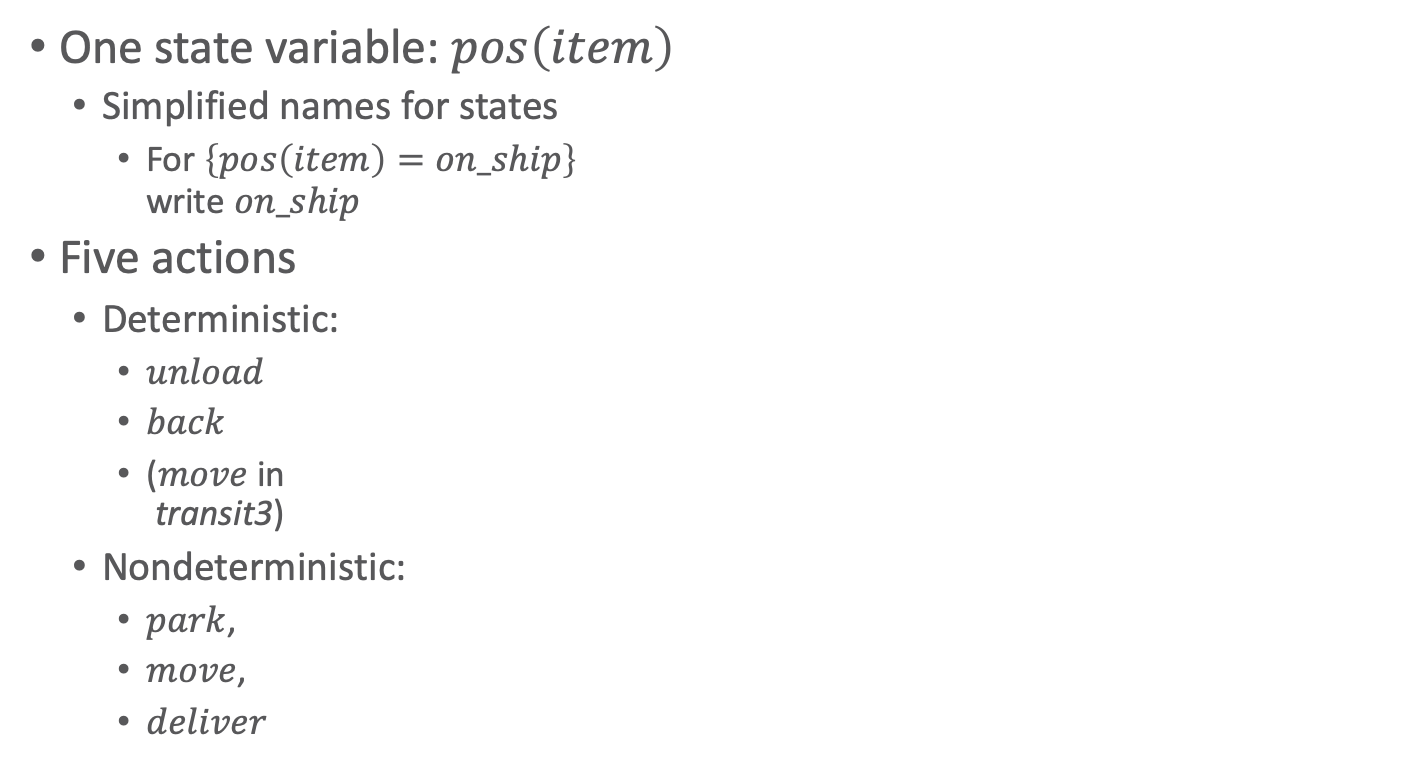 • One state variable: pos(item)
• Simplified names for states
• For {pos(item) = on_ship}
write on_ship
• Five actions
• Deterministic:
• unload
• back
• (move in
transit3)
• Nondeterministic:
• park,
• move,
• deliver